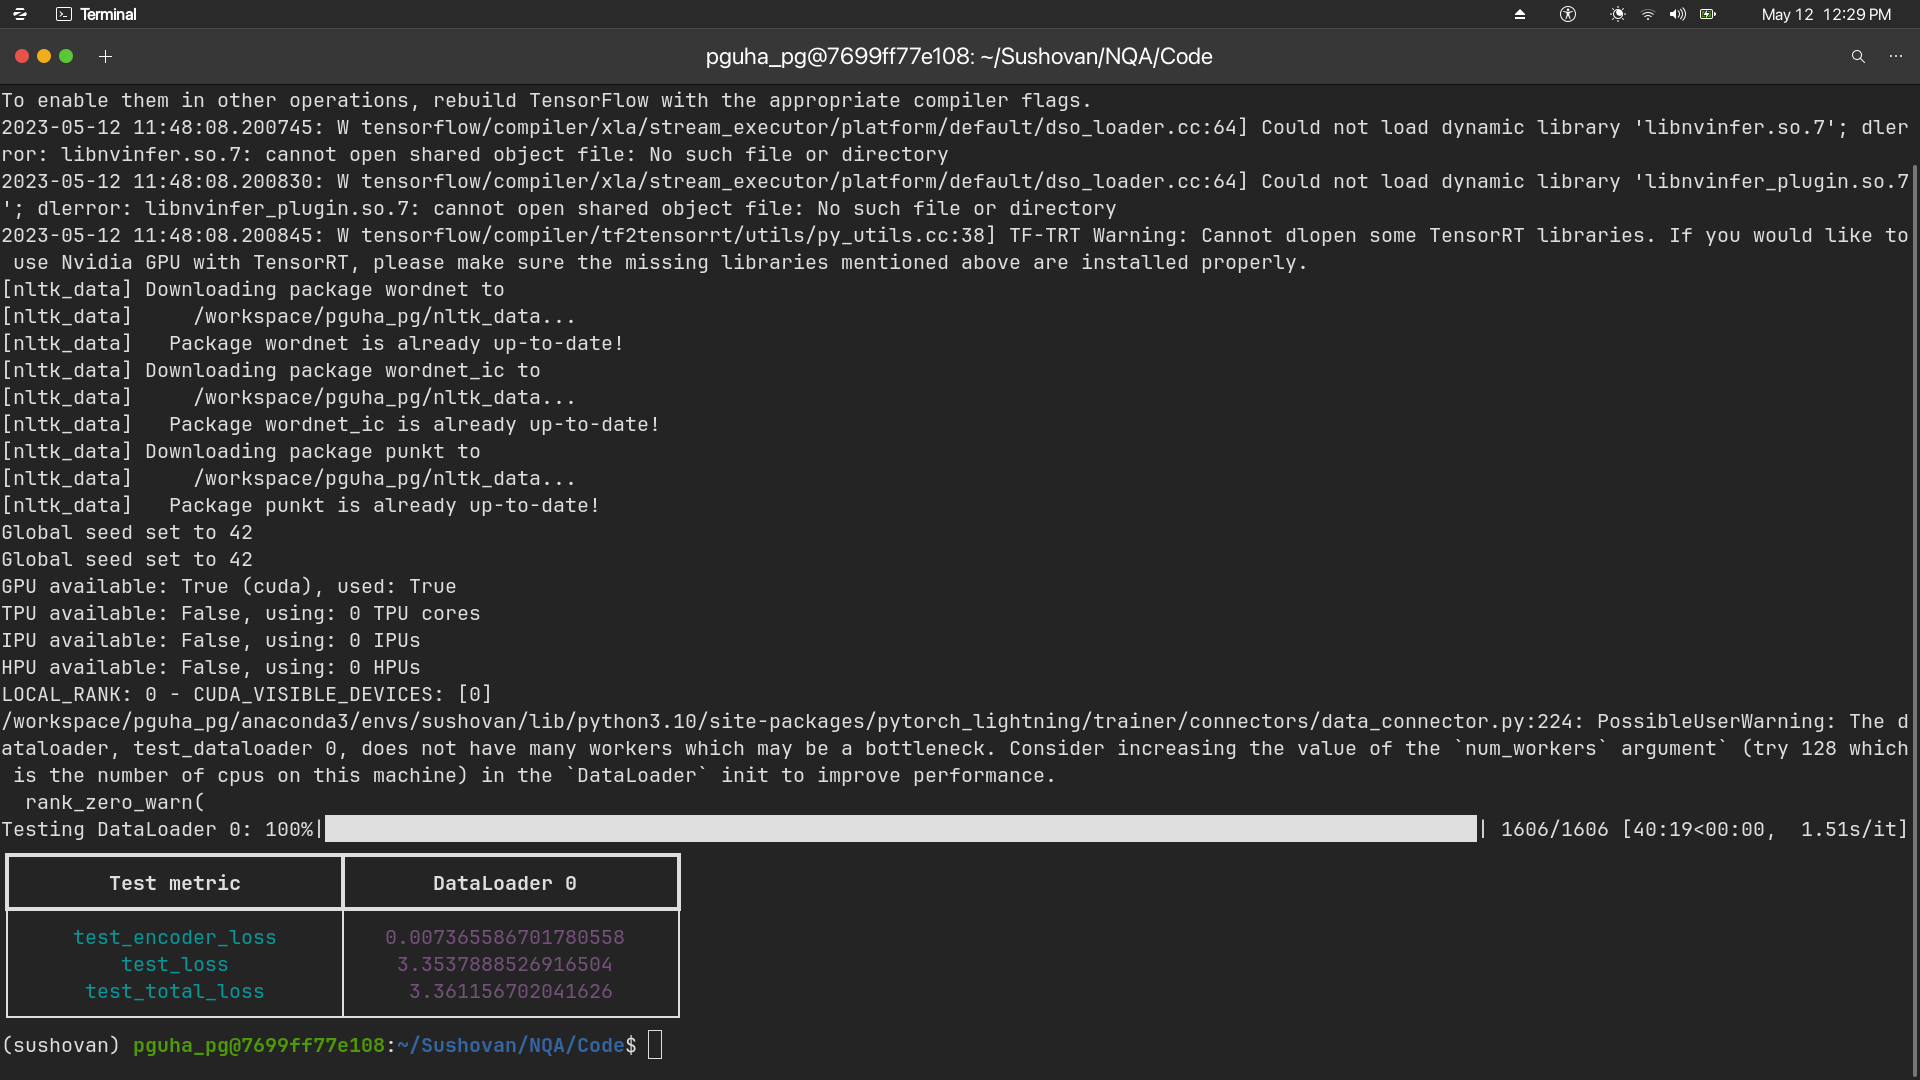 Terminal
May 12 12:29 PM
pguha_pg@7699ff77e108: ~/Sushovan/NQA/Code
To enable them in other operations, rebuild TensorFlow with the appropriate compiler flags.
2023-05-12 11:48:08.200745: W tensorflow/compiler/xla/stream_executor/platform/default/dso_loader.cc:64] Could not load dynamic library 'libnvinfer.so.7'; dler
ror: libnvinfer.so.7: cannot open shared object file: No such file or directory
2023-05-12 11:48:08.200830: W tensorflow/compiler/xla/stream_executor/platform/default/dso_loader.cc:64] Could not load dynamic library 'libnvinfer_plugin.so.7
'; dlerror: libnvinfer_plugin.so.7: cannot open shared object file: No such file or directory
2023-05-12 11:48:08.200845: W tensorflow/compiler/tf2tensorrt/utils/py_utils.cc:38] TF-TRT Warning: Cannot dlopen some TensorRT libraries. If you would like to
 use Nvidia GPU with TensorRT, please make sure the missing libraries mentioned above are installed properly.
[nltk_data] Downloading package wordnet to
[nltk_data]     /workspace/pguha_pg/nltk_data...
[nltk_data]   Package wordnet is already up-to-date!
[nltk_data] Downloading package wordnet_ic to
[nltk_data]     /workspace/pguha_pg/nltk_data...
[nltk_data]   Package wordnet_ic is already up-to-date!
[nltk_data] Downloading package punkt to
[nltk_data]     /workspace/pguha_pg/nltk_data...
[nltk_data]   Package punkt is already up-to-date!
Global seed set to 42
Global seed set to 42
GPU available: True (cuda), used: True
TPU available: False, using: 0 TPU cores
IPU available: False, using: 0 IPUs
HPU available: False, using: 0 HPUs
LOCAL_RANK: 0 - CUDA_VISIBLE_DEVICES: [0]
/workspace/pguha_pg/anaconda3/envs/sushovan/lib/python3.10/site-packages/pytorch_lightning/trainer/connectors/data_connector.py:224: PossibleUserWarning: The d
ataloader, test_dataloader 0, does not have many workers which may be a bottleneck. Consider increasing the value of the `num_workers` argument` (try 128 which
 is the number of cpus on this machine) in the `DataLoader` init to improve performance.
  rank_zero_warn(
Testing DataLoader 0: 100%| | 1606/1606 [40:19<00:00,  1.51s/it]
Test metric DataLoader 0
test_encoder_loss 0.007365586701780558
test_loss 3.3537888526916504
test_total_loss 3.361156702041626
(sushovan) pguha_pg@7699ff77e108:~/Sushovan/NQA/Code$